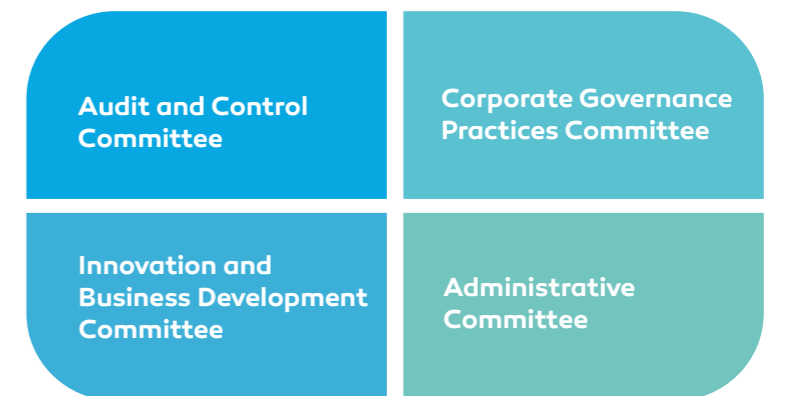 Audit and Control
Committee
Corporate Governance
Practices Committee
Innovation and
Business Development
Committee
Administrative
Committee